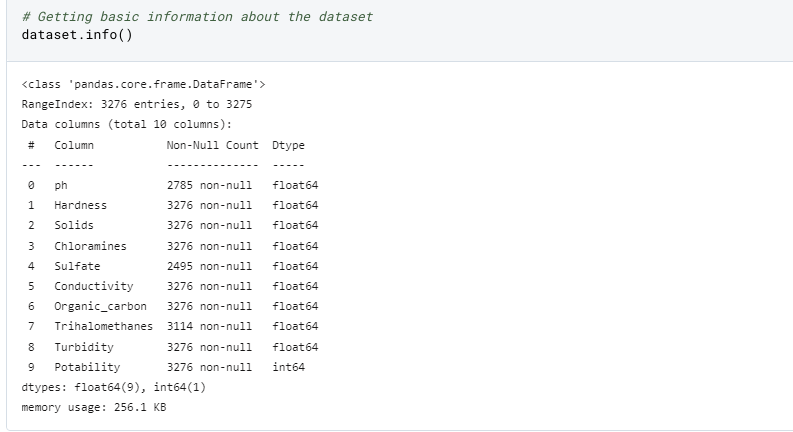 # Getting basic information about the dataset
dataset.info()
<class 'pandas.core.frame.DataFrame'>
RangeIndex: 3276 entries, 0 to 3275
Data columns (total 10 columns):
 #   Column           Non-Null Count  Dtype
---  ------           --------------  -----
 0   ph               2785 non-null   float64
 1   Hardness         3276 non-null   float64
 2   Solids           3276 non-null   float64
 3   Chloramines      3276 non-null   float64
 4   Sulfate          2495 non-null   float64
 5   Conductivity     3276 non-null   float64
 6   Organic_carbon   3276 non-null   float64
 7   Trihalomethanes  3114 non-null   float64
 8   Turbidity        3276 non-null   float64
 9   Potability       3276 non-null   int64
dtypes: float64(9), int64(1)
memory usage: 256.1 KB